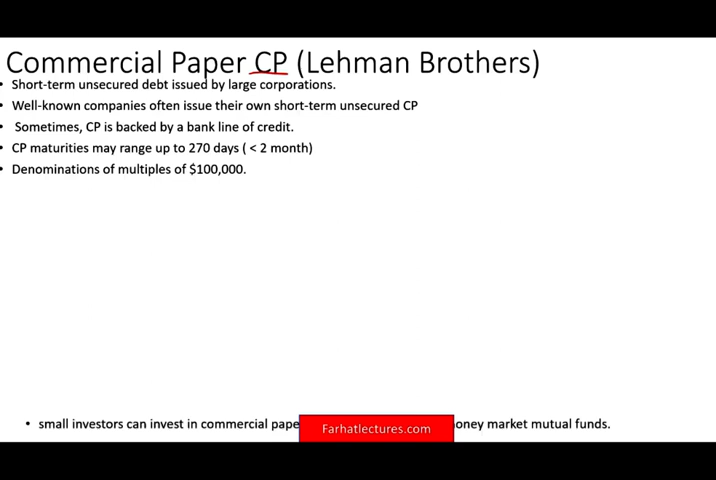 Commercial Paper CP (Lehman Brothers)
• Short-term unsecured debt issued by large corporations.
• Well-known companies often issue their own short-term unsecured CP
• Sometimes, CP is backed by a bank line of credit.
• CP maturities may range up to 270 days ( < 2 month)
• Denominations of multiples of $100,000.
• small investors can invest in commercial money market mutual funds.
Farhatlectures.com